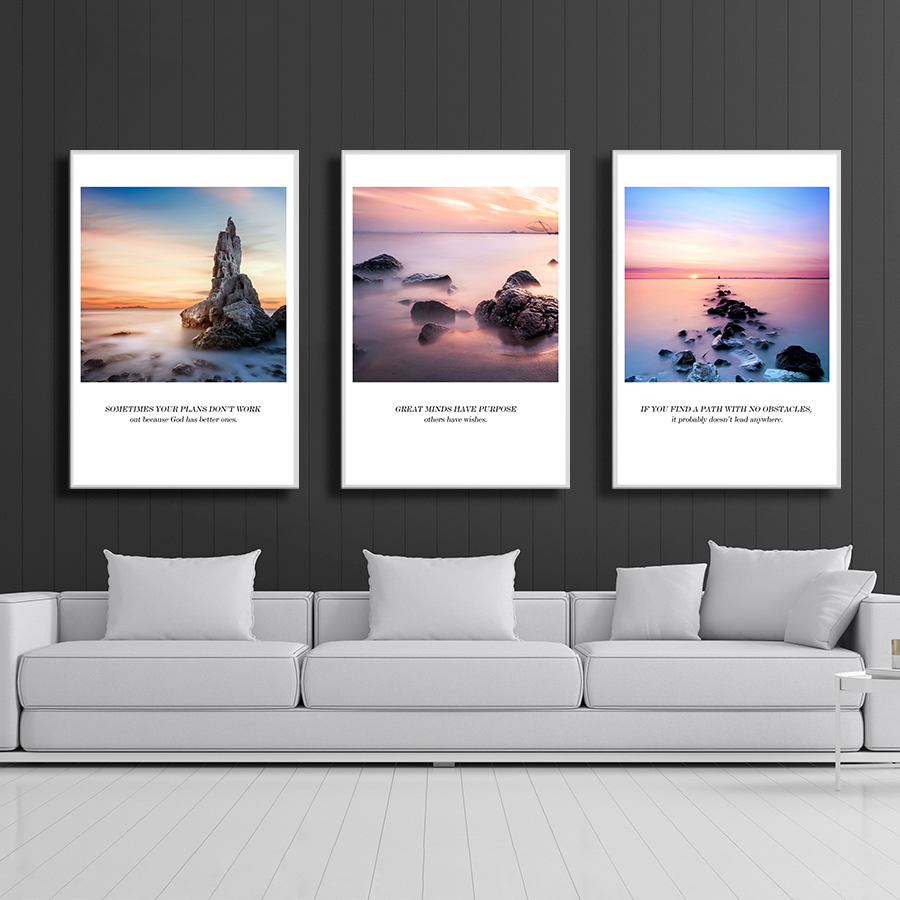 SOMETIMES YOUR PLANS DON'T WORK
out because God has better ones.
GREAT MINDS HAVE PURPOSE
others have wishes.
IF YOU FIND A PATH WITH NO OBSTACLES,
it probably doesn't lead anywhere.